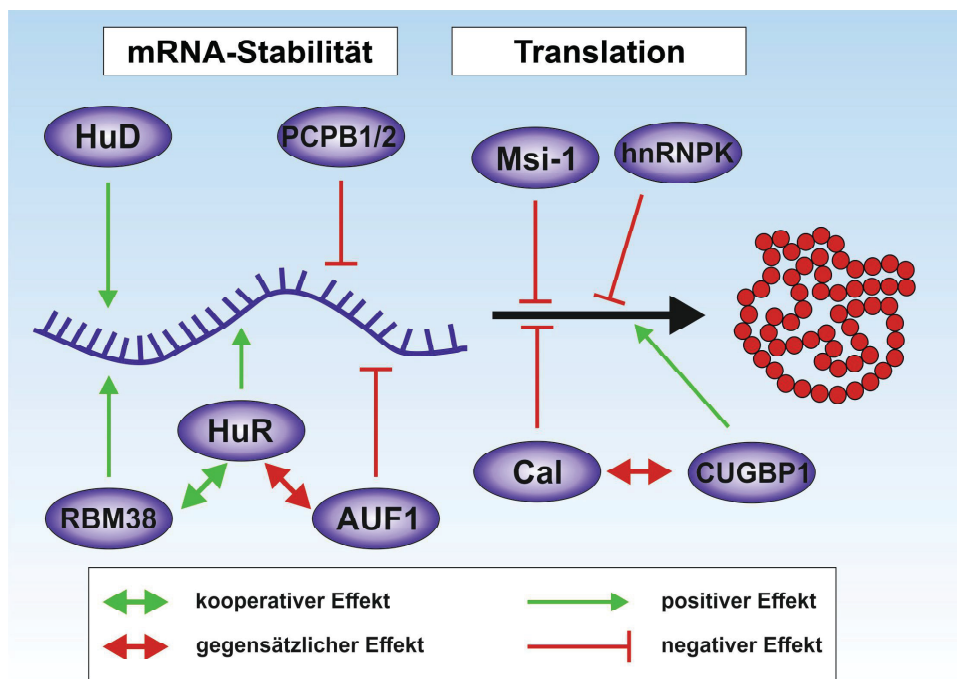 mRNA-Stabilität
Translation
HuD
PCPB1/2
Msi-1
hnRNPK
HuR
Cal
CUGBP1
RBM38
AUF1
kooperativer Effekt
positiver Effekt
gegensätzlicher Effekt
negativer Effekt